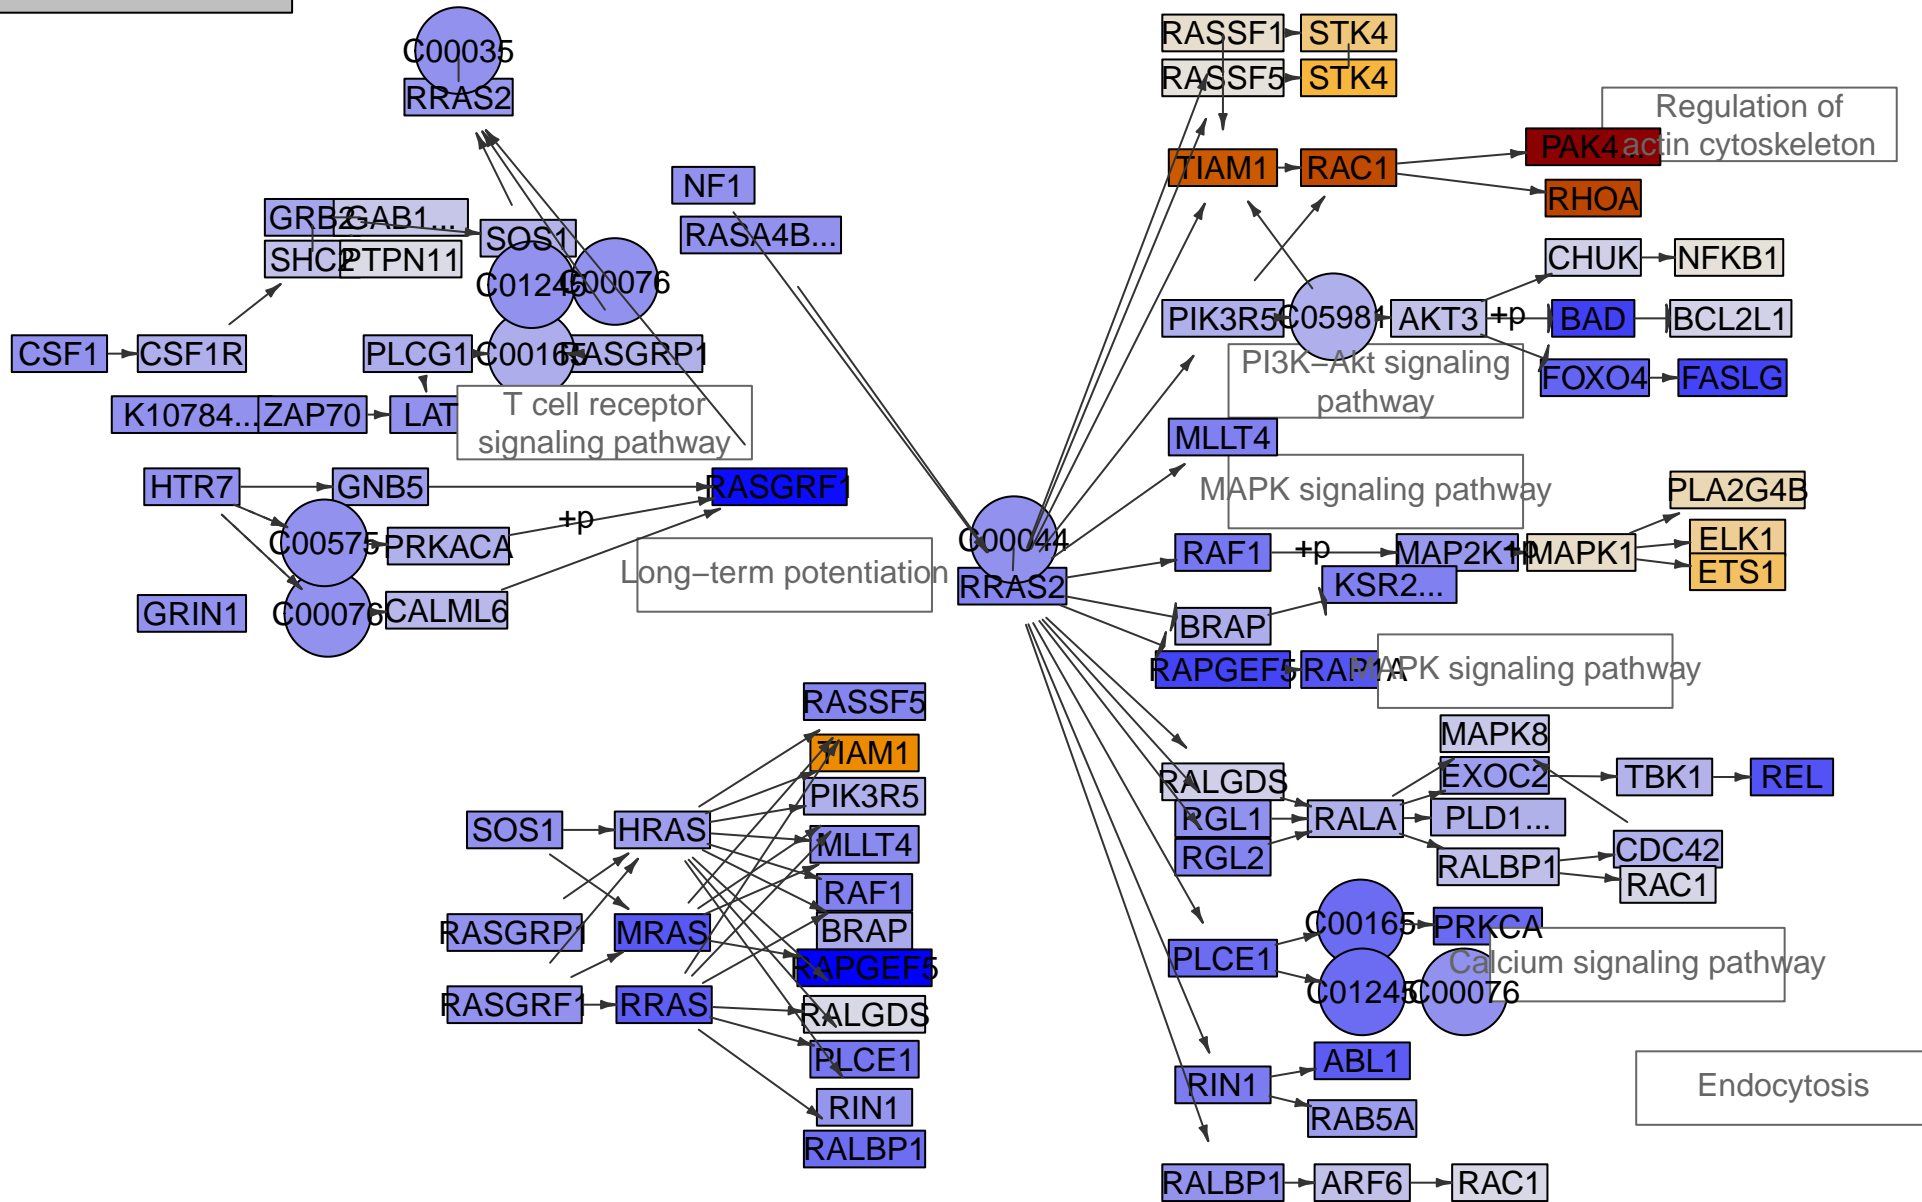 C00035
RRAS2
NF1
RASA4B...
GRB2
GAB1...
SOS1
SHC2
PTPN11
C01245
C00076
CSF1
CSF1R
PLCG1
C00165
RASGRP1
K10784...
ZAP70
LAT
T cell receptor
signaling pathway
HTR7
GNB5
RASGRF1
C00575
PRKACA
+p
Long−term potentiation
GRIN1
C00076
CALML6
RASSF1
STK4
RASSF5
STK4
Regulation of
actin cytoskeleton
PAK4...
TIAM1
RAC1
RHOA
CHUK
NFKB1
PIK3R5
C05981
AKT3
+p
BAD
BCL2L1
PI3K−Akt signaling
pathway
FOXO4
FASLG
MLLT4
MAPK signaling pathway
PLA2G4B
C00044
RRAS2
RAF1
+p
MAP2K1
+p
MAPK1
ELK1
ETS1
KSR2...
BRAP
RAPGEF5
RAP1A
MAPK signaling pathway
MAPK8
RALGDS
EXOC2
TBK1
REL
RGL1
RALA
PLD1...
RGL2
RALBP1
CDC42
RAC1
C00165
PRKCA
PLCE1
Calcium signaling pathway
C01245
C00076
ABL1
RIN1
RAB5A
Endocytosis
RALBP1
ARF6
RAC1
RASSF5
TIAM1
PIK3R5
SOS1
HRAS
MLLT4
RAF1
RASGRP1
MRAS
BRAP
RAPGEF5
RASGRF1
RRAS
RALGDS
PLCE1
RIN1
RALBP1